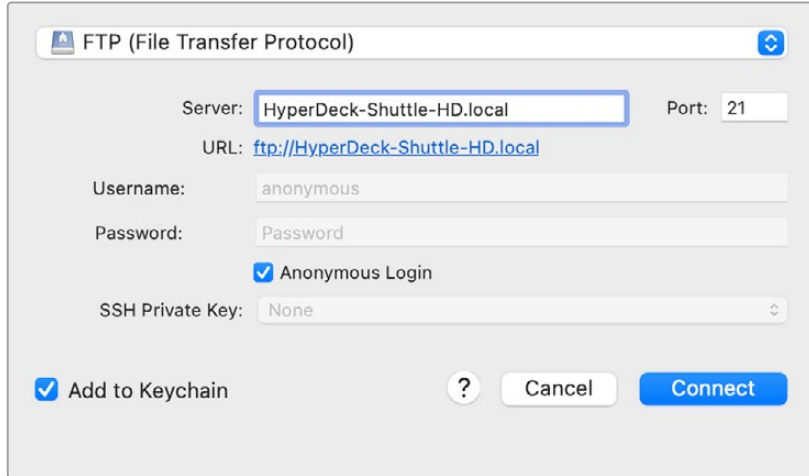 FTP (File Transfer Protocol)
Server: HyperDeck-Shuttle-HD.local Port: 21
URL: ftp://HyperDeck-Shuttle-HD.local
Username: anonymous
Password: Password
Anonymous Login
SSH Private Key: None
Add to Keychain ? Cancel Connect